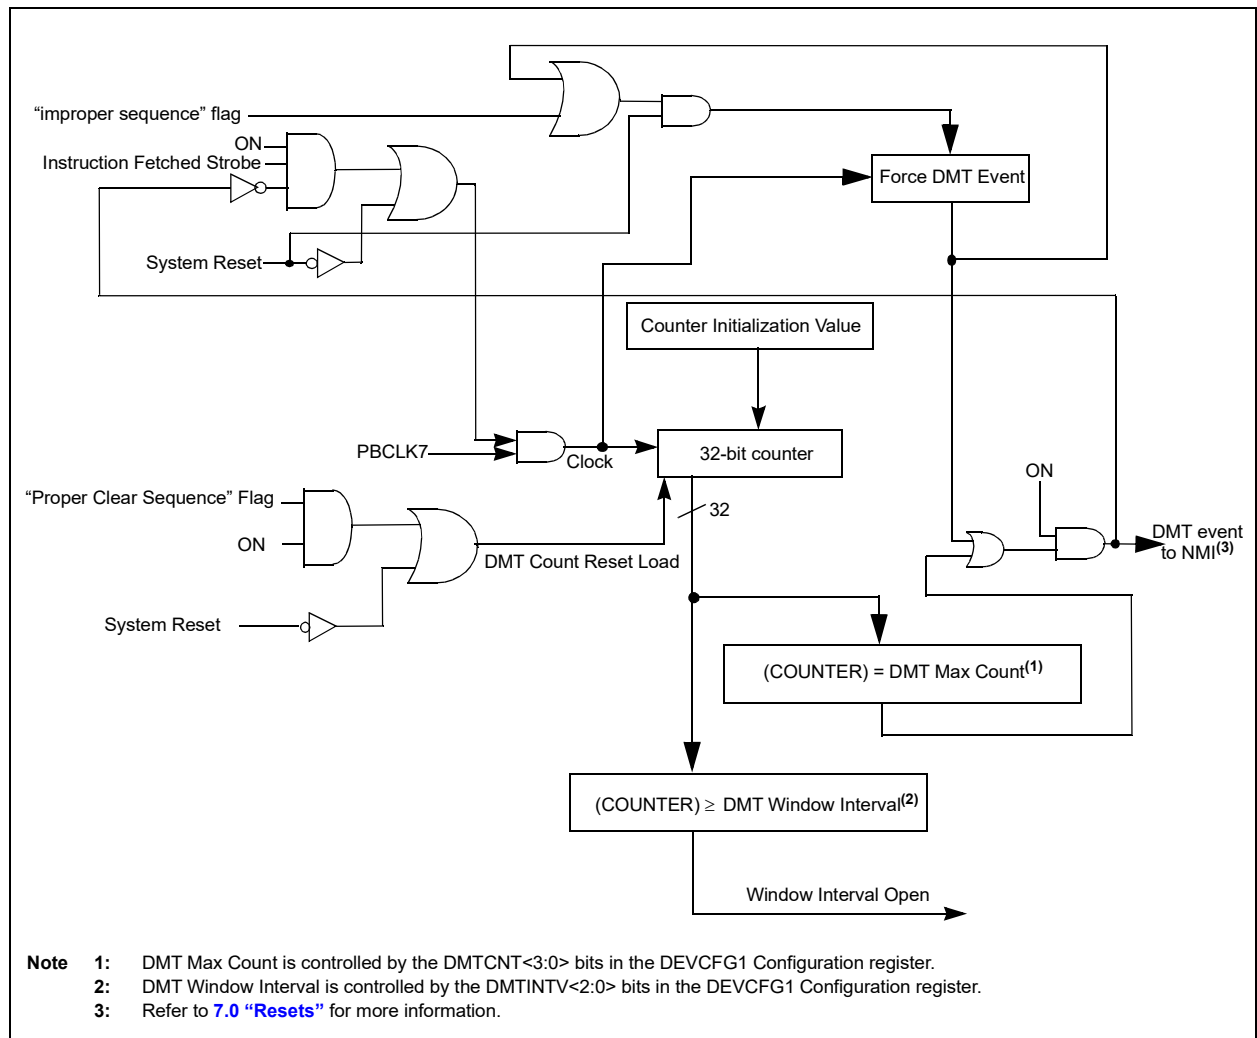 “improper sequence” flag
ON
Instruction Fetched Strobe
Force DMT Event
System Reset
Counter Initialization Value
PBCLK7
Clock
32-bit counter
“Proper Clear Sequence” Flag
32
ON
ON
DMT event
to NMI(3)
DMT Count Reset Load
System Reset
(COUNTER) = DMT Max Count(1)
(COUNTER) ≥ DMT Window Interval(2)
Window Interval Open
Note 1: DMT Max Count is controlled by the DMTCNT<3:0> bits in the DEVCFG1 Configuration register.
2: DMT Window Interval is controlled by the DMTINTV<2:0> bits in the DEVCFG1 Configuration register.
3: Refer to 7.0 “Resets” for more information.